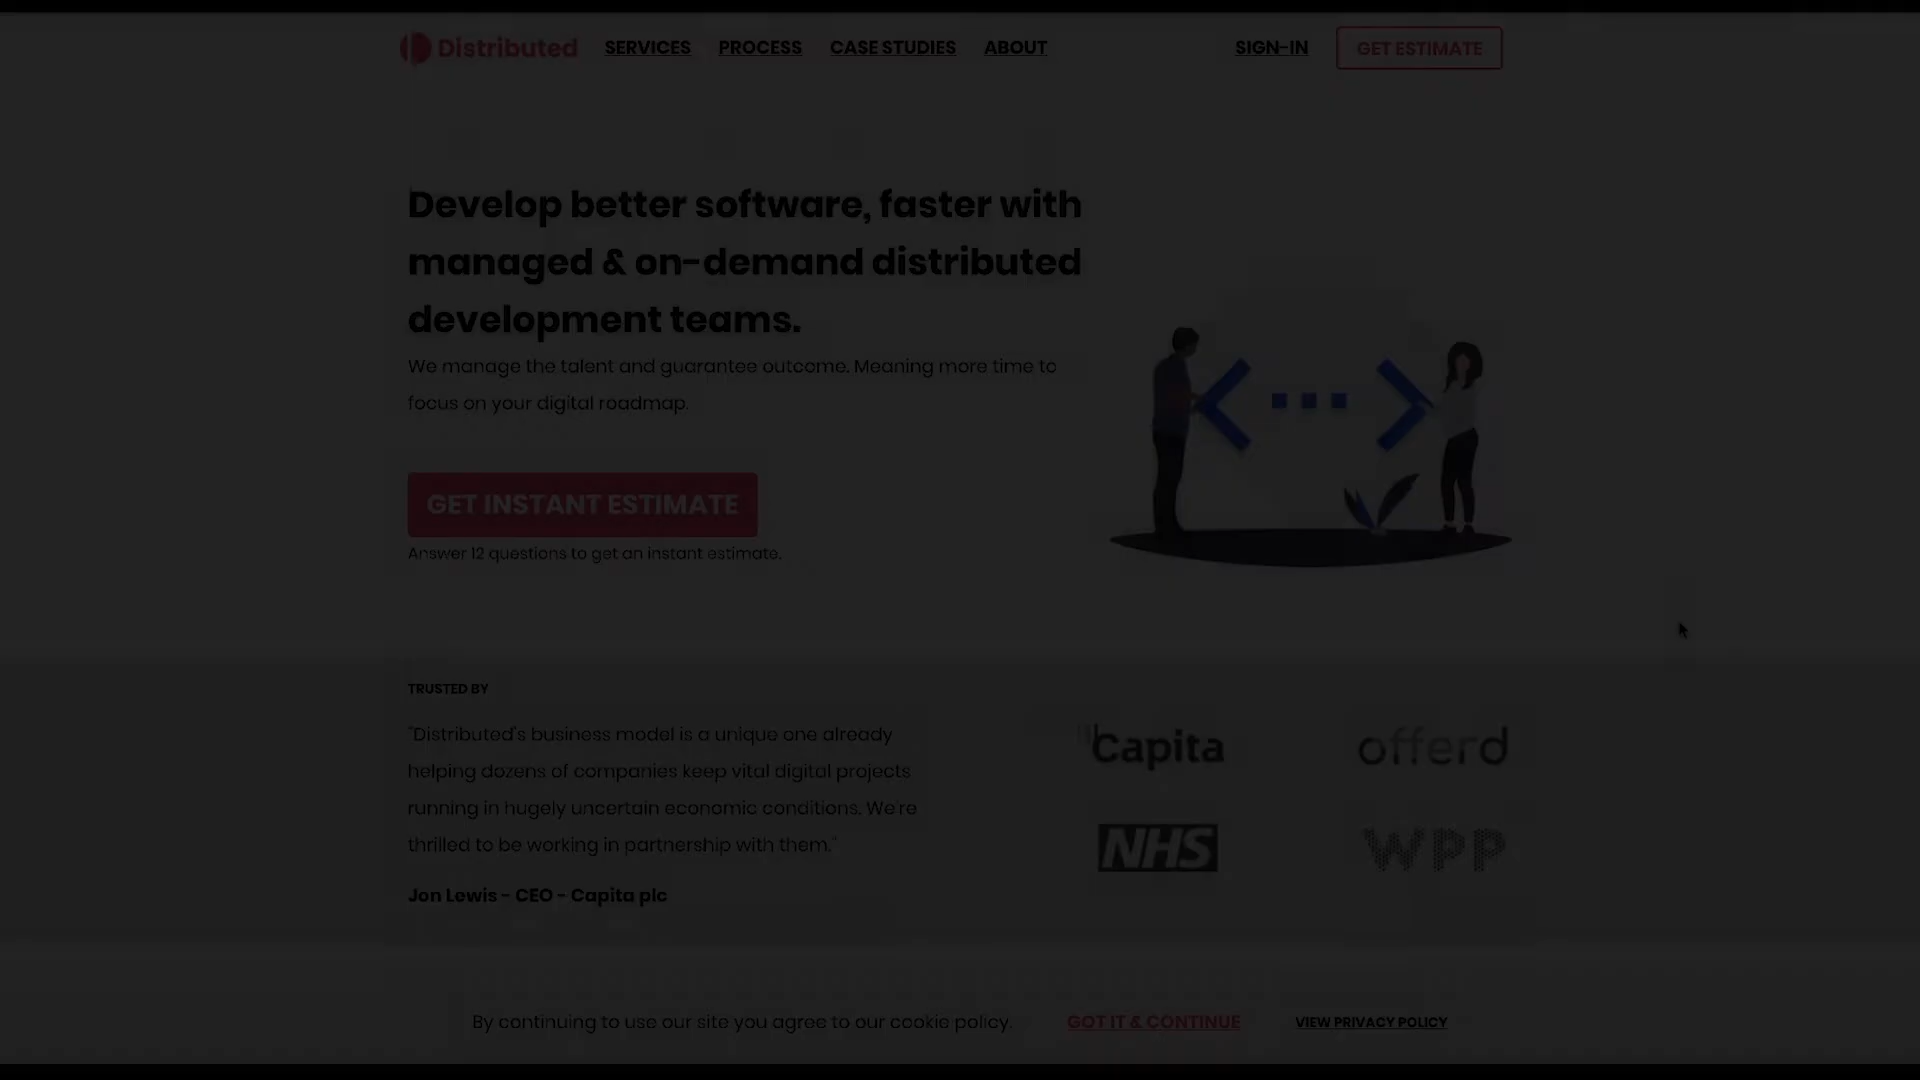 Distributed SERVICES PROCESS CASE STUDIES ABOUT SIGN-IN GET ESTIMATE
Develop better software, faster with
managed & on-demand distributed
development teams.
We manage the talent and guarantee outcome. Meaning more time to
focus on your digital roadmap.
GET INSTANT ESTIMATE
Answer 12 questions to get an instant estimate.
TRUSTED BY
"Distributed's business model is a unique one already
helping dozens of companies keep vital digital projects
running in hugely uncertain economic conditions. We're
thrilled to be working in partnership with them."
Jon Lewis - CEO - Capita plc
Capita offerd
NHS WPP
By continuing to use our site you agree to our cookie policy. GOT IT & CONTINUE VIEW PRIVACY POLICY